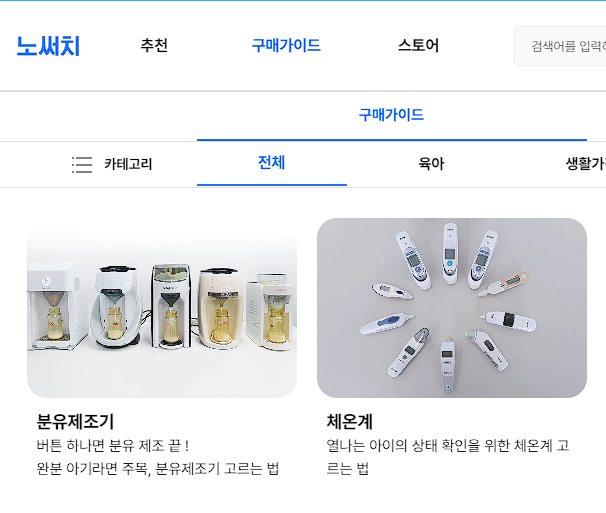 노써치 추천 구매가이드 스토어 검색어를 입력하
구매가이드
카테고리 전체 육아 생활가
분유제조기
버튼 하나면 분유 제조 끝 !
완분 아기라면 주목, 분유제조기 고르는 법
체온계
열나는 아이의 상태 확인을 위한 체온계 고
르는 법